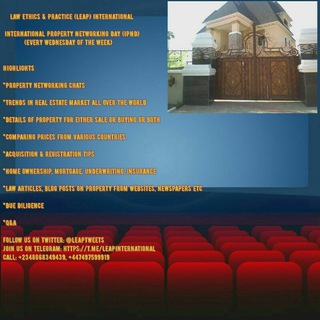 LAW ETHICS & PRACTICE (LEAP) INTERNATIONAL
INTERNATIONAL PROPERTY NETWORKING DAY (IPND)
(EVERY WEDNESDAY OF THE WEEK)
HIGHLIGHTS
*PROPERTY NETWORKING CHATS
*TRENDS IN REAL ESTATE MARKET ALL OVER THE WORLD
*DETAILS OF PROPERTY FOR EITHER SALE OR BUYING OR BOTH
*COMPARING PRICES FROM VARIOUS COUNTRIES
*ACQUISITION & REGISTRATION TIPS
*HOME OWNERSHIP, MORTGAGE, UNDERWRITING, INSURANCE
*LAW ARTICLES, BLOG POSTS ON PROPERTY FROM WEBSITES, NEWSPAPERS ETC
*DUE DILIGENCE
*Q&A
FOLLOW US ON TWITTER: @LEAPTWEETS
JOIN US ON TELEGRAM: HTTPS://T.ME/LEAPINTERNATIONAL
CALL: +2348068349439, +447497599919